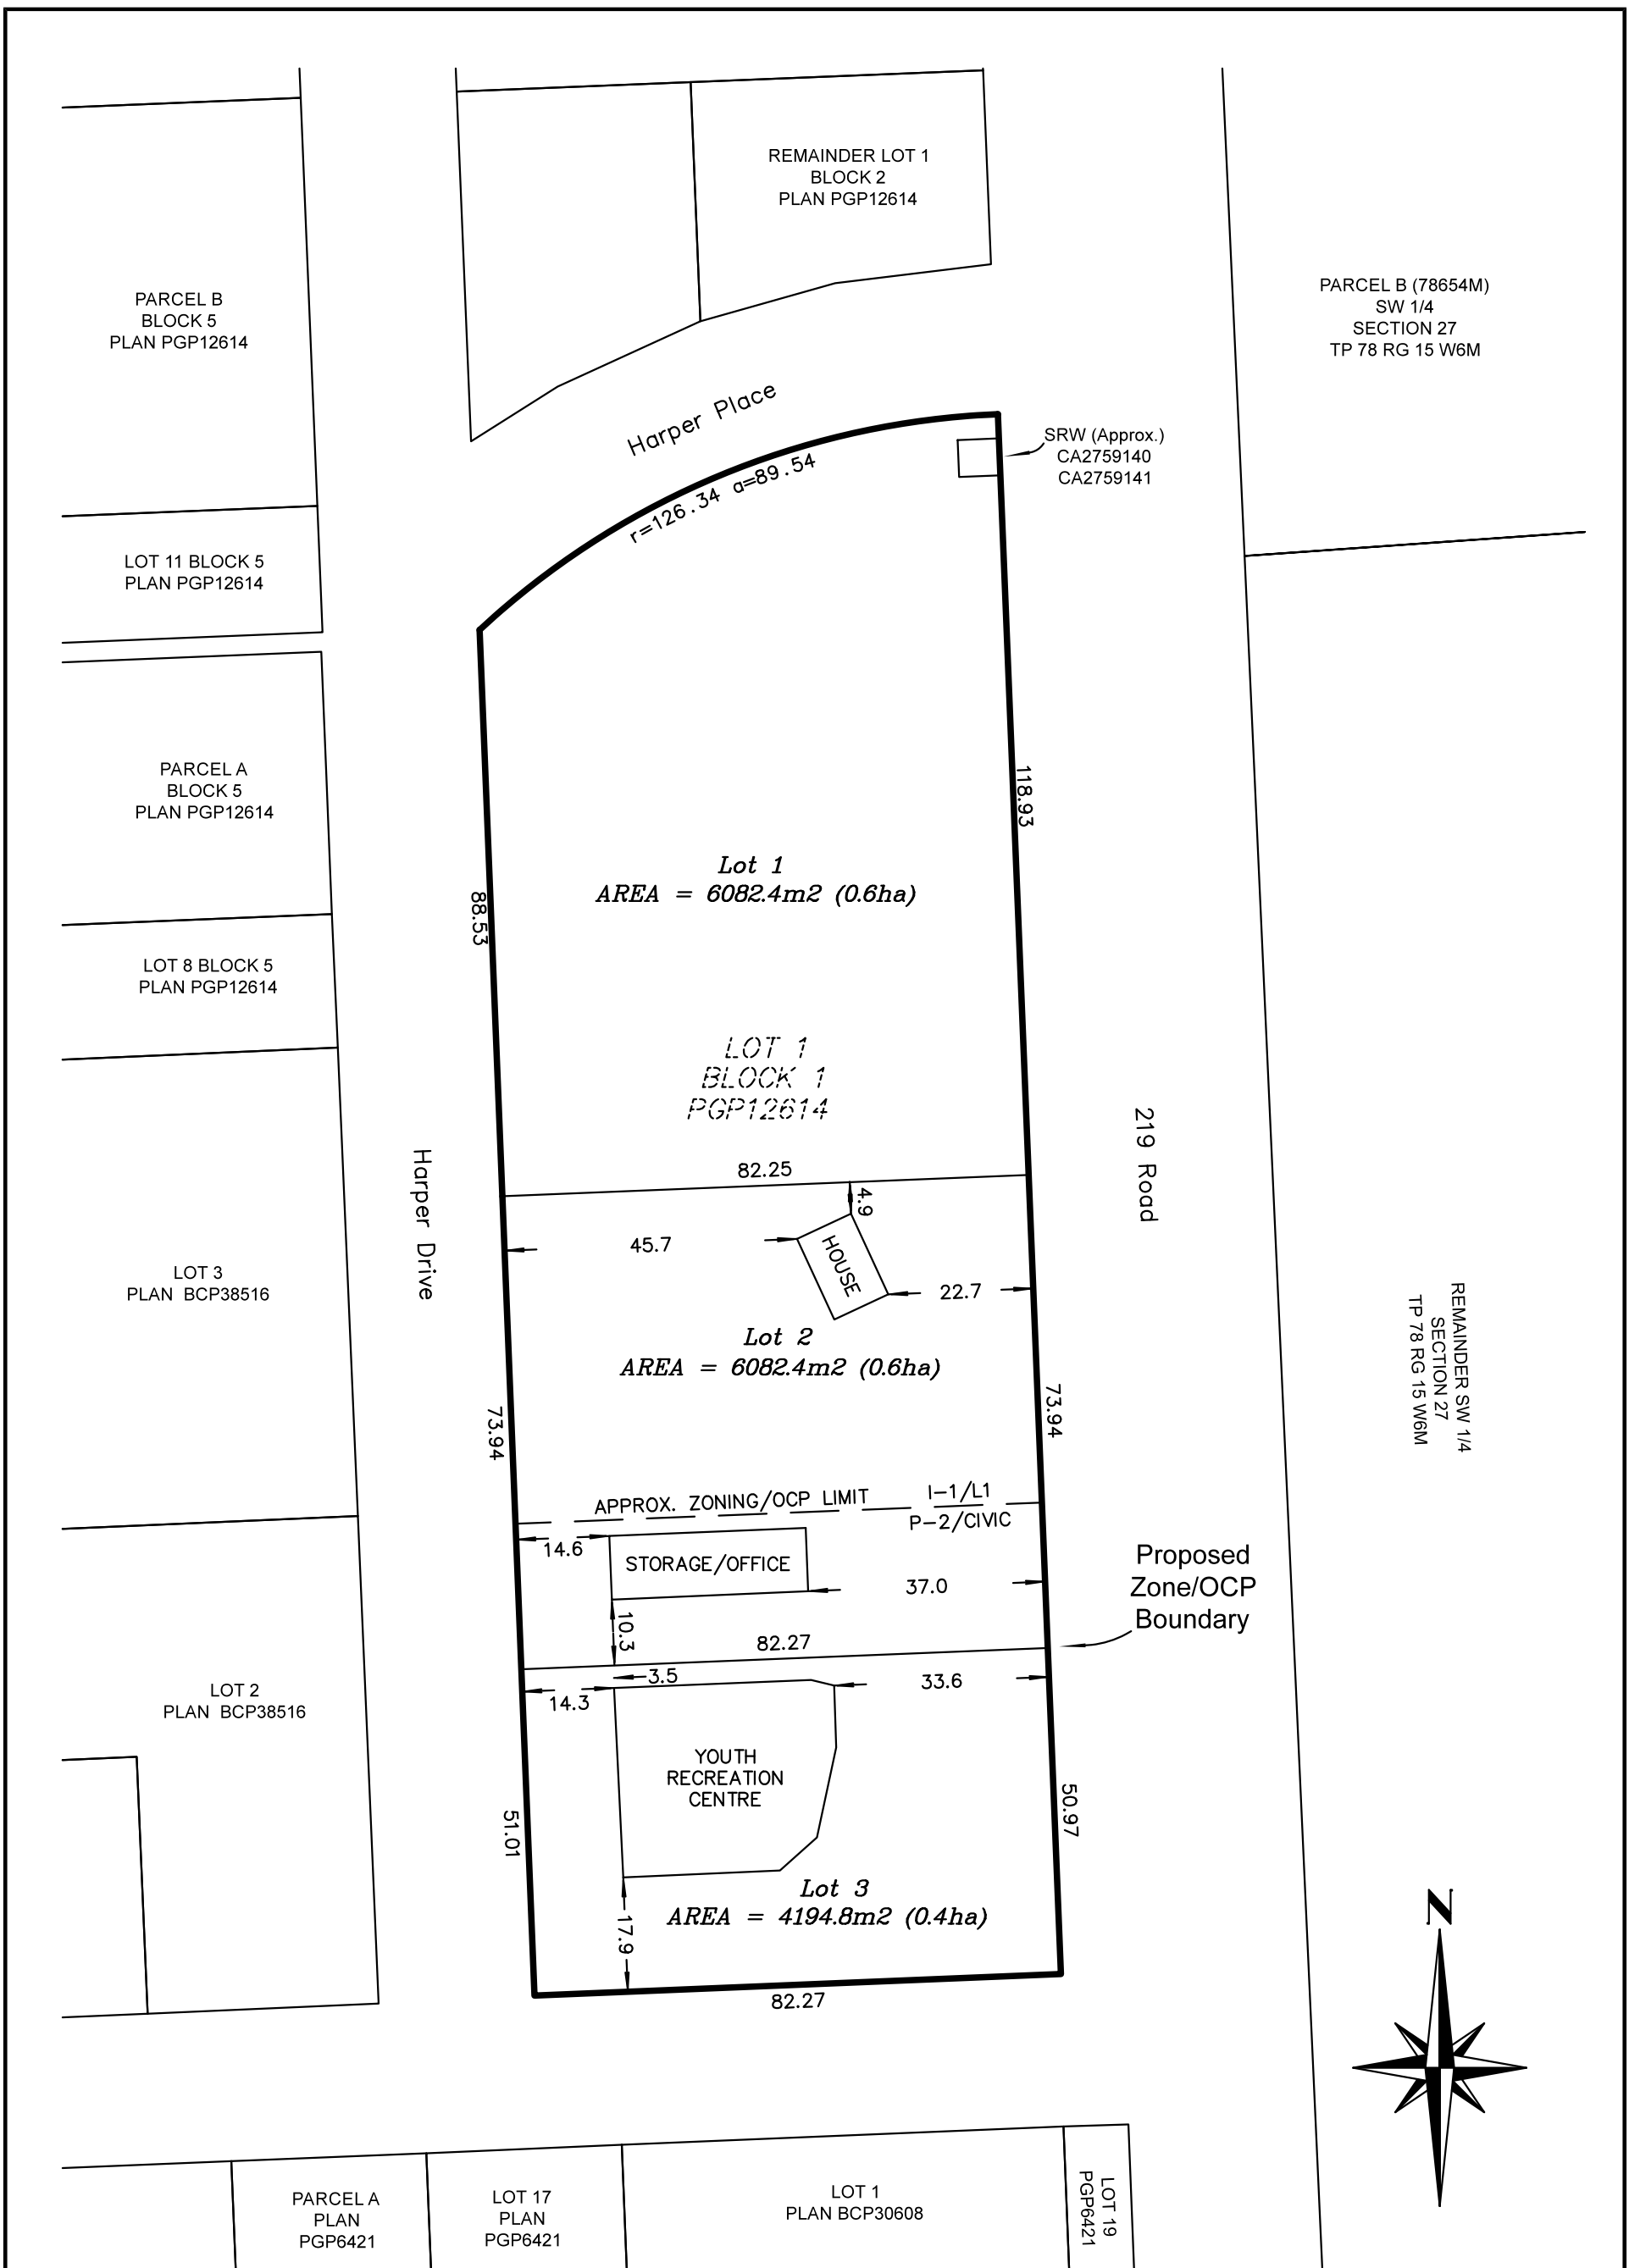 REMAINDER LOT 1
BLOCK 2
PLAN PGP12614
PARCEL B
BLOCK 5
PLAN PGP12614
PARCEL B (78654M)
SW 1/4
SECTION 27
TP 78 RG 15 W6M
Harper Place
r=126.34 a=89.54
SRW (Approx.)
CA2759140
CA2759141
LOT 11 BLOCK 5
PLAN PGP12614
PARCEL A
BLOCK 5
PLAN PGP12614
118.93
Lot 1
AREA = 6082.4m2 (0.6ha)
88.53
LOT 8 BLOCK 5
PLAN PGP12614
LOT 1
BLOCK 1
PGP12614
219 Road
Harper Drive
82.25
4.9
45.7
HOUSE
22.7
LOT 3
PLAN BCP38516
Lot 2
AREA = 6082.4m2 (0.6ha)
REMAINDER SW 1/4
SECTION 27
TP 78 RG 15 W6M
73.94
73.94
APPROX. ZONING/OCP LIMIT
I-1/L1
P-2/CIVIC
14.6
STORAGE/OFFICE
37.0
Proposed
Zone/OCP
Boundary
10.3
82.27
3.5
14.3
33.6
LOT 2
PLAN BCP38516
YOUTH
RECREATION
CENTRE
51.01
50.97
Lot 3
AREA = 4194.8m2 (0.4ha)
17.9
82.27
N
PARCEL A
PLAN
PGP6421
LOT 17
PLAN
PGP6421
LOT 1
PLAN BCP30608
LOT 19
PGP6421